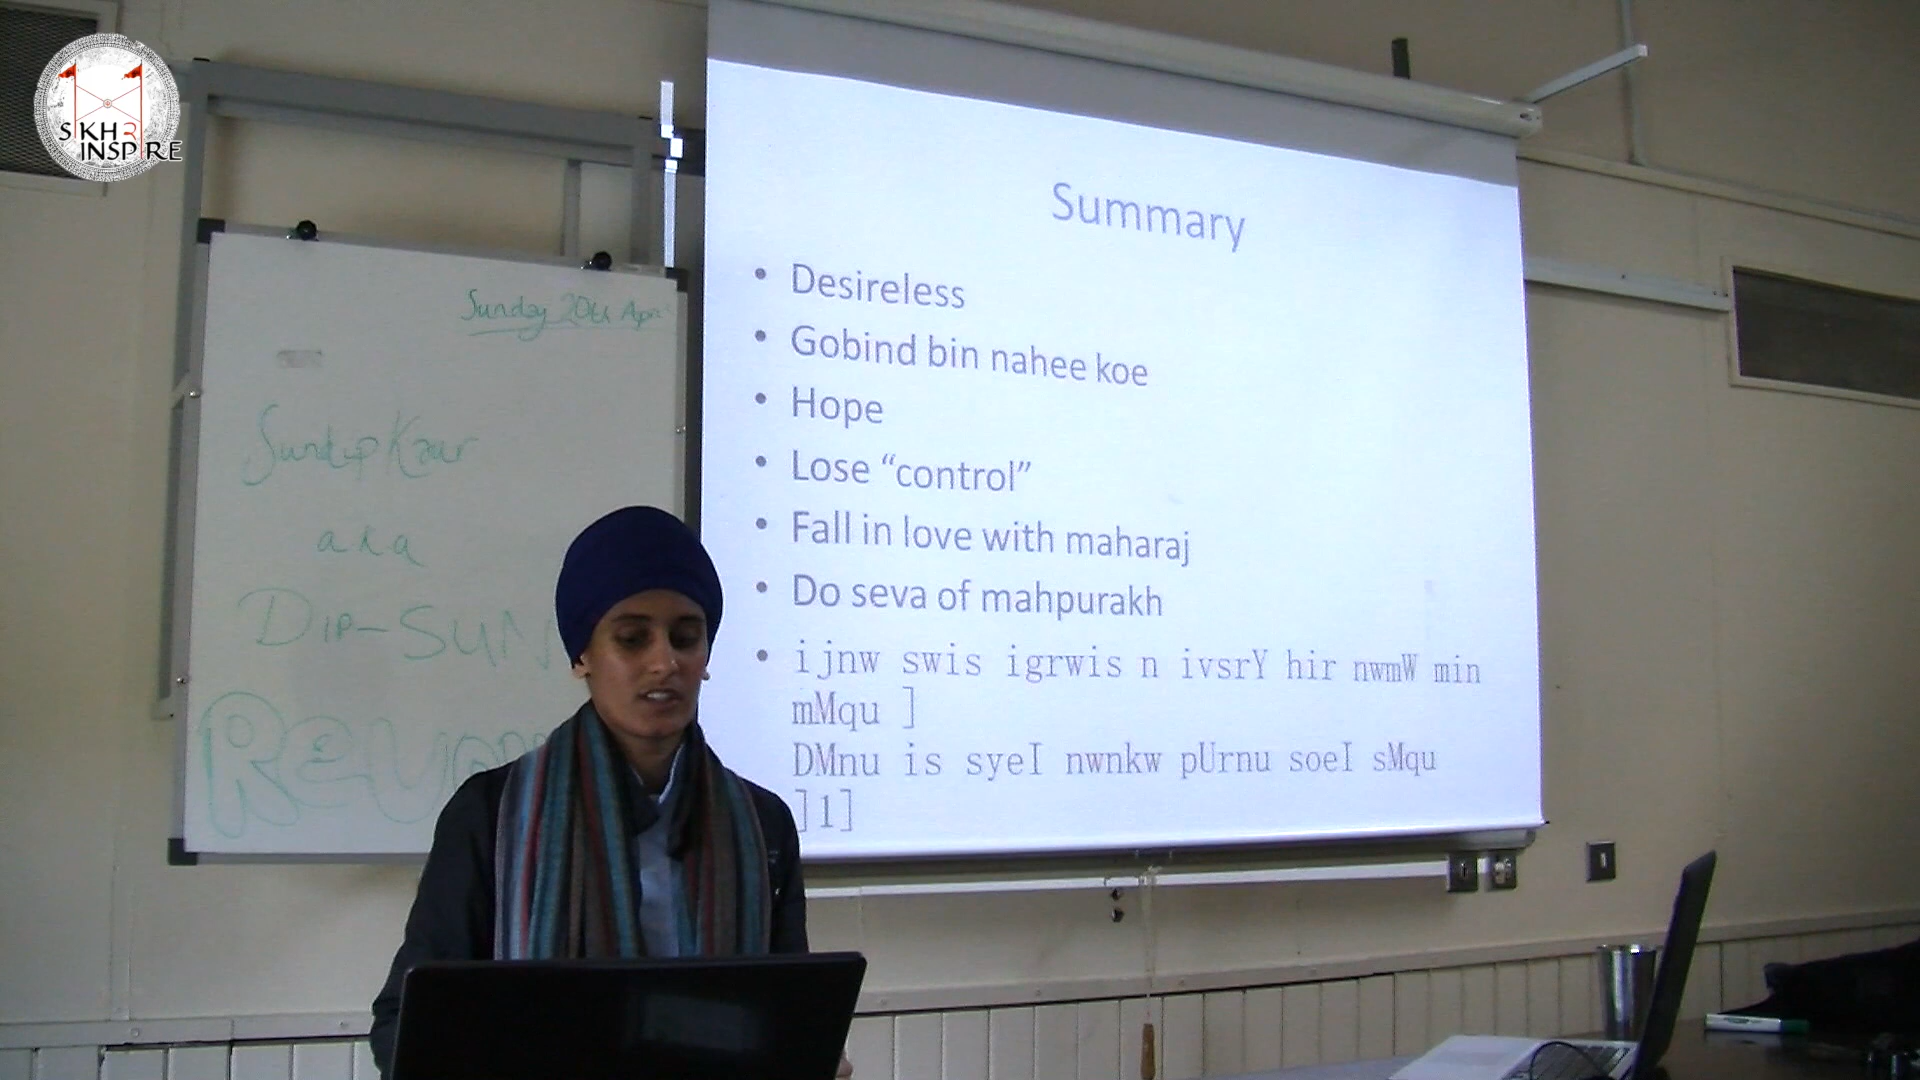 SIKH 2
INSPIRE
Sunday 20th Apr
Sundip Kaur
aka
DIP-SUN
Summary
• Desireless
• Gobind bin nahee koe
• Hope
• Lose “control”
• Fall in love with maharaj
• Do seva of mahpurakh
• ijnw swis igrwis n ivsrY hir nwmW min
mMqu ]
DMnu is syeI nwnkw pUrnu soeI sMqu
]1]